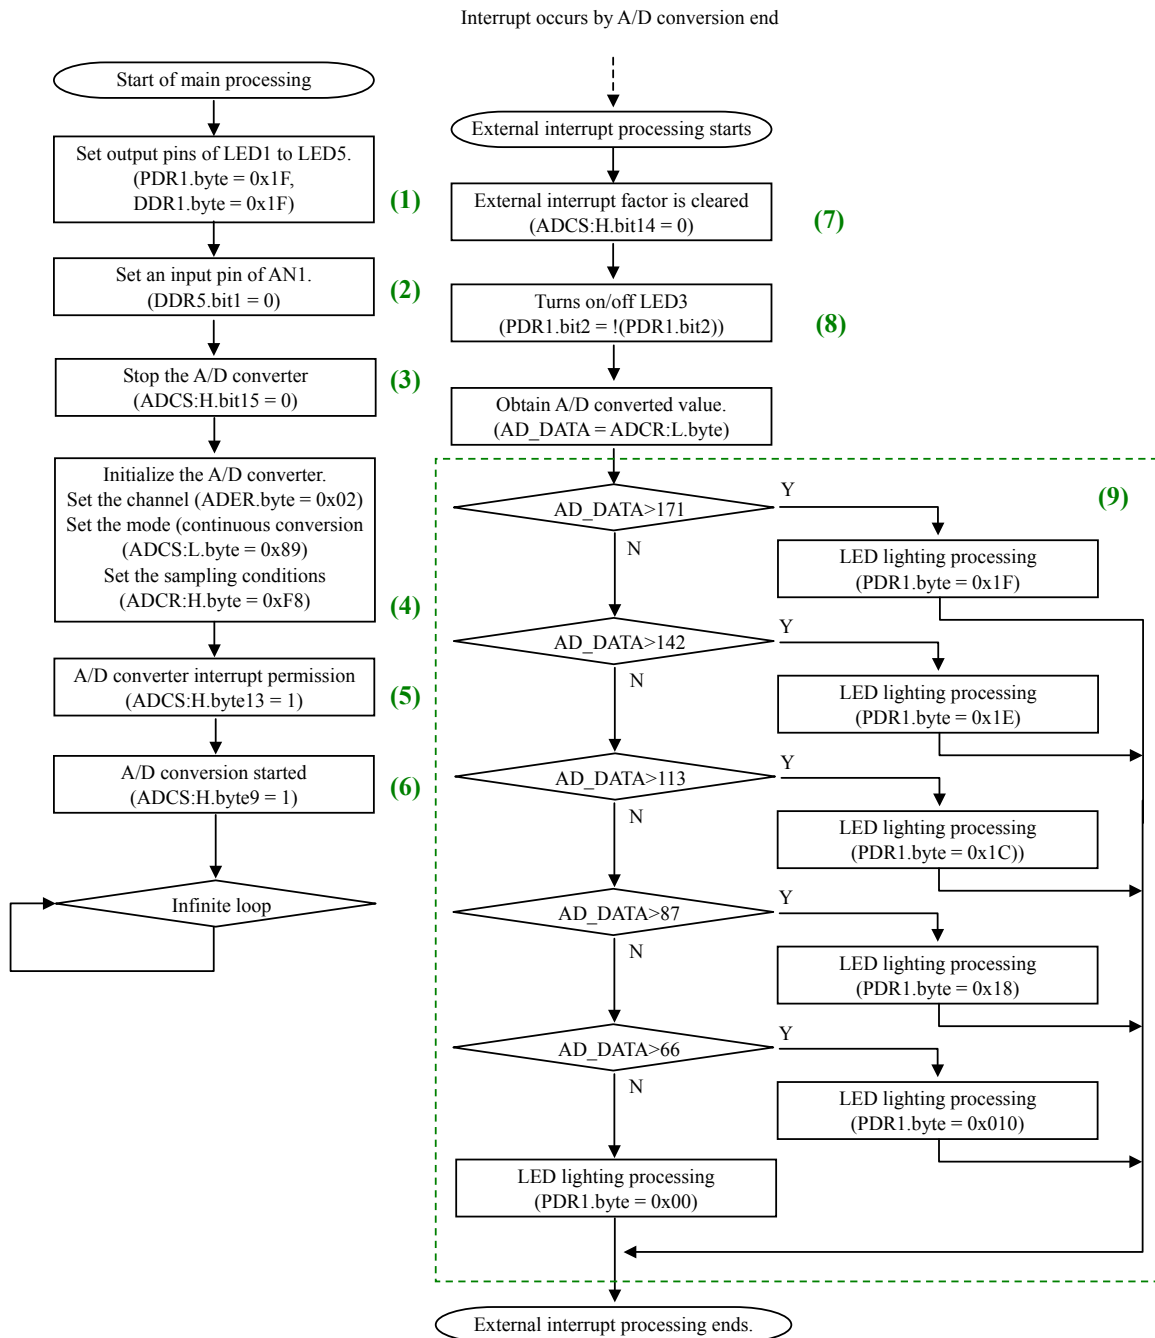 Interrupt occurs by A/D conversion end
Start of main processing
Set output pins of LED1 to LED5.
(PDR1.byte = 0x1F,
DDR1.byte = 0x1F)
(1)
Set an input pin of AN1.
(DDR5.bit1 = 0)
(2)
Stop the A/D converter
(ADCS:H.bit15 = 0)
(3)
Initialize the A/D converter.
Set the channel (ADER.byte = 0x02)
Set the mode (continuous conversion
(ADCS:L.byte = 0x89)
Set the sampling conditions
(ADCR:H.byte = 0xF8)
(4)
A/D converter interrupt permission
(ADCS:H.byte13 = 1)
(5)
A/D conversion started
(ADCS:H.byte9 = 1)
(6)
Infinite loop
External interrupt processing starts
External interrupt factor is cleared
(ADCS:H.bit14 = 0)
(7)
Turns on/off LED3
(PDR1.bit2 = !(PDR1.bit2))
(8)
Obtain A/D converted value.
(AD_DATA = ADCR:L.byte)
(9)
AD_DATA>171
Y
N
LED lighting processing
(PDR1.byte = 0x1F)
AD_DATA>142
Y
N
LED lighting processing
(PDR1.byte = 0x1E)
AD_DATA>113
Y
N
LED lighting processing
(PDR1.byte = 0x1C))
AD_DATA>87
Y
N
LED lighting processing
(PDR1.byte = 0x18)
AD_DATA>66
Y
N
LED lighting processing
(PDR1.byte = 0x010)
LED lighting processing
(PDR1.byte = 0x00)
External interrupt processing ends.